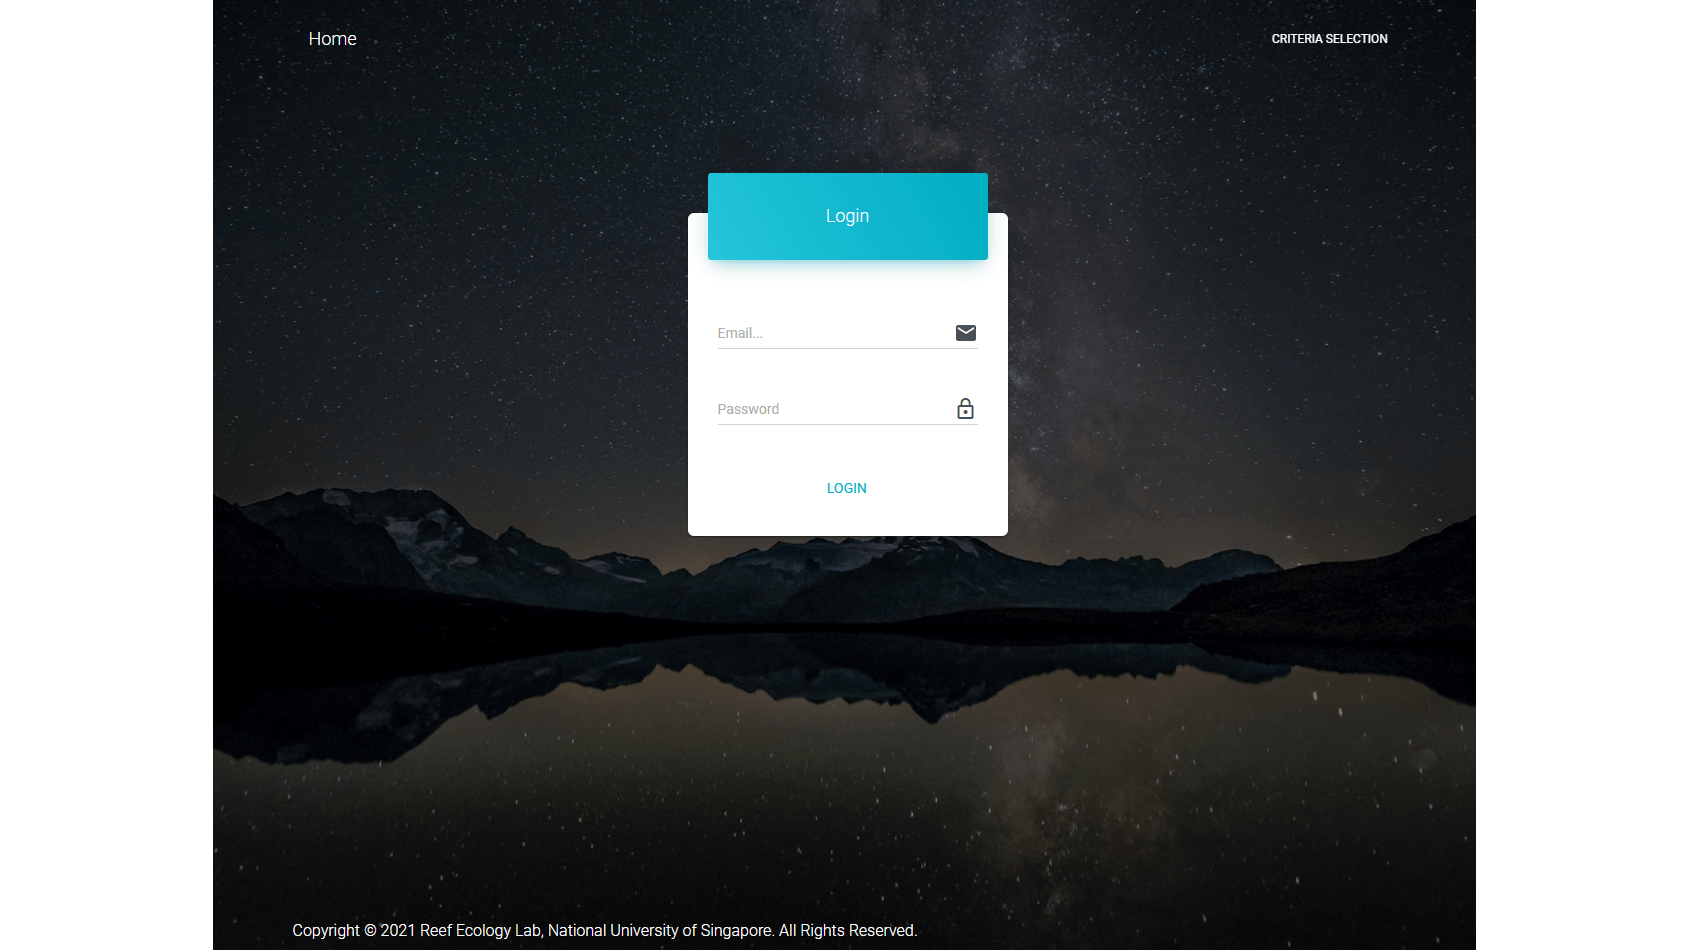 Home
CRITERIA SELECTION
Login
Email...
Password
LOGIN
Copyright © 2021 Reef Ecology Lab, National University of Singapore. All Rights Reserved.